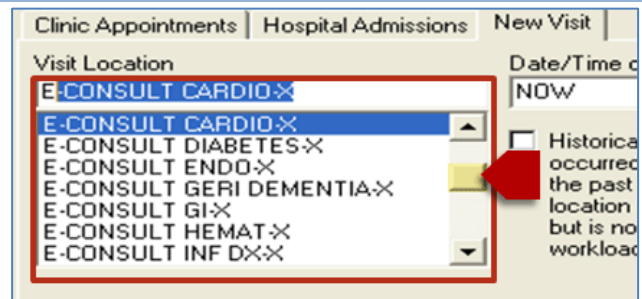 Clinic Appointments Hospital Admissions New Visit
Visit Location
E-CONSULT CARDIO-X
E-CONSULT CARDIO-X
E-CONSULT DIABETES-X
E-CONSULT ENDO-X
E-CONSULT GERI DEMENTIA-X
E-CONSULT GI-X
E-CONSULT HEMAT-X
E-CONSULT INF DX-X
Date/Time o
NOW
Historica
occurred
the past
location
but is no
workload